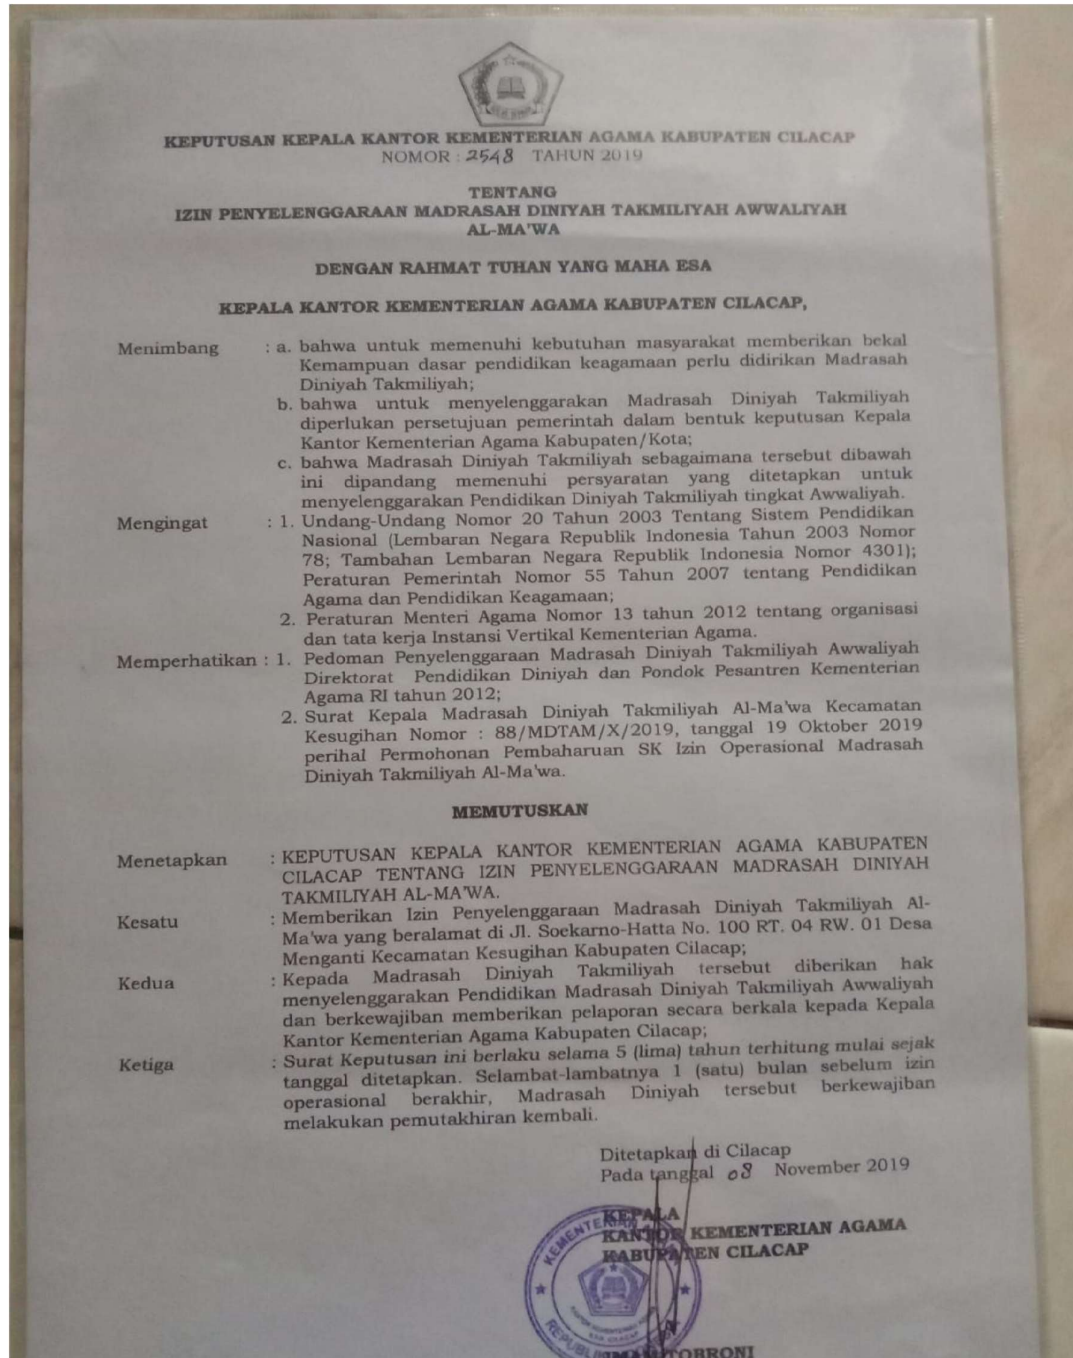 KEPUTUSAN KEPALA KANTOR KEMENTERIAN AGAMA KABUPATEN CILACAP
NOMOR : 2548 TAHUN 2019
TENTANG
IZIN PENYELENGGARAAN MADRASAH DINIYAH TAKMILIYAH AWWALIYAH
AL-MA'WA
DENGAN RAHMAT TUHAN YANG MAHA ESA
KEPALA KANTOR KEMENTERIAN AGAMA KABUPATEN CILACAP,
Menimbang : a. bahwa untuk memenuhi kebutuhan masyarakat memberikan bekal
Kemampuan dasar pendidikan keagamaan perlu didirikan Madrasah
Diniyah Takmiliyah;
b. bahwa untuk menyelenggarakan Madrasah Diniyah Takmiliyah
diperlukan persetujuan pemerintah dalam bentuk keputusan Kepala
Kantor Kementerian Agama Kabupaten/Kota;
c. bahwa Madrasah Diniyah Takmiliyah sebagaimana tersebut dibawah
ini dipandang memenuhi persyaratan yang ditetapkan untuk
menyelenggarakan Pendidikan Diniyah Takmiliyah tingkat Awwaliyah.
Mengingat : 1. Undang-Undang Nomor 20 Tahun 2003 Tentang Sistem Pendidikan
Nasional (Lembaran Negara Republik Indonesia Tahun 2003 Nomor
78; Tambahan Lembaran Negara Republik Indonesia Nomor 4301);
Peraturan Pemerintah Nomor 55 Tahun 2007 tentang Pendidikan
Agama dan Pendidikan Keagamaan;
2. Peraturan Menteri Agama Nomor 13 tahun 2012 tentang organisasi
dan tata kerja Instansi Vertikal Kementerian Agama.
Memperhatikan : 1. Pedoman Penyelenggaraan Madrasah Diniyah Takmiliyah Awwaliyah
Direktorat Pendidikan Diniyah dan Pondok Pesantren Kementerian
Agama RI tahun 2012;
2. Surat Kepala Madrasah Diniyah Takmiliyah Al-Ma'wa Kecamatan
Kesugihan Nomor : 88/MDTAM/X/2019, tanggal 19 Oktober 2019
perihal Permohonan Pembaharuan SK Izin Operasional Madrasah
Diniyah Takmiliyah Al-Ma'wa.
MEMUTUSKAN
Menetapkan : KEPUTUSAN KEPALA KANTOR KEMENTERIAN AGAMA KABUPATEN
CILACAP TENTANG IZIN PENYELENGGARAAN MADRASAH DINIYAH
TAKMILIYAH AL-MA'WA.
Kesatu : Memberikan Izin Penyelenggaraan Madrasah Diniyah Takmiliyah Al-
Ma'wa yang beralamat di Jl. Soekarno-Hatta No. 100 RT. 04 RW. 01 Desa
Menganti Kecamatan Kesugihan Kabupaten Cilacap;
Kedua : Kepada Madrasah Diniyah Takmiliyah tersebut diberikan hak
menyelenggarakan Pendidikan Madrasah Diniyah Takmiliyah Awwaliyah
dan berkewajiban memberikan pelaporan secara berkala kepada Kepala
Kantor Kementerian Agama Kabupaten Cilacap;
Ketiga : Surat Keputusan ini berlaku selama 5 (lima) tahun terhitung mulai sejak
tanggal ditetapkan. Selambat-lambatnya 1 (satu) bulan sebelum izin
operasional berakhir, Madrasah Diniyah tersebut berkewajiban
melakukan pemutakhiran kembali.
Ditetapkan di Cilacap
Pada tanggal 08 November 2019
KEPALA
KANTOR KEMENTERIAN AGAMA
KABUPATEN CILACAP
TOBRONI